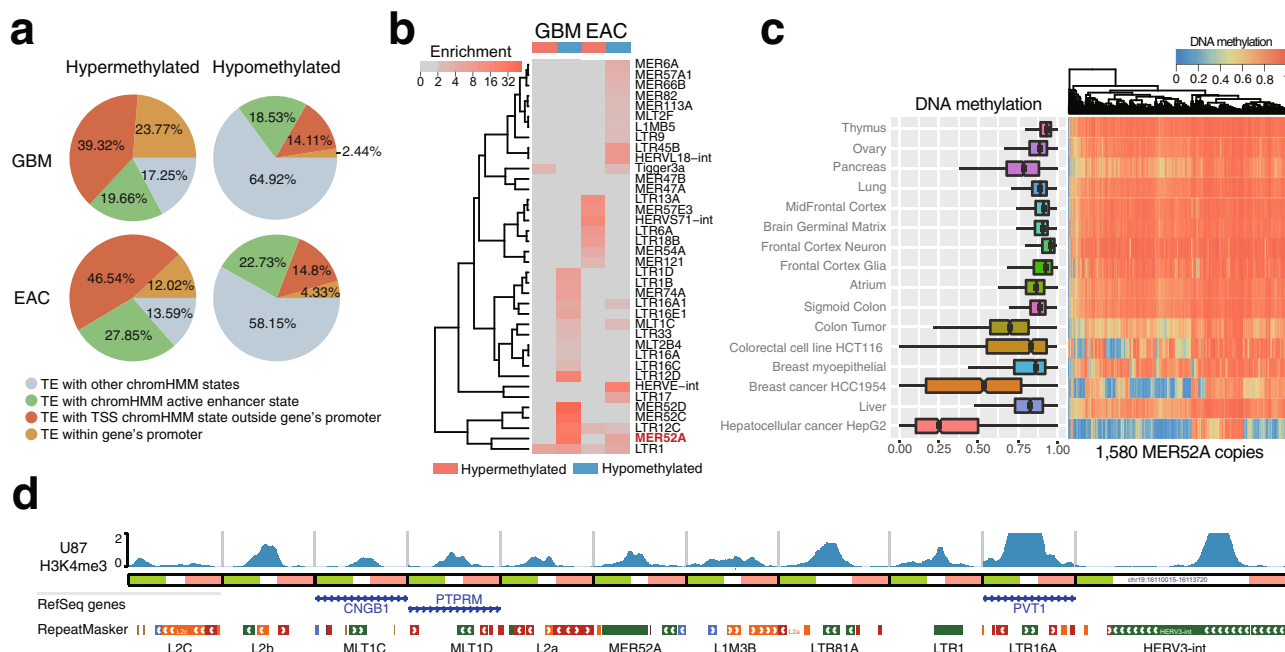 a
Hypermethylated
Hypomethylated
GBM
39.32%
23.77%
17.25%
19.66%
18.53%
14.11%
2.44%
64.92%
EAC
46.54%
12.02%
13.59%
27.85%
22.73%
14.8%
4.33%
58.15%
TE with other chromHMM states
TE with chromHMM active enhancer state
TE with TSS chromHMM state outside gene's promoter
TE within gene's promoter
b
GBM EAC
Enrichment
0 2 4 8 16 32
MER6A
MER57A1
MER66B
MER82
MER113A
MLT2F
L1MB5
LTR9
LTR45B
HERVL18-int
Tigger3a
MER47B
MER47A
LTR13A
MER57E3
HERVS71-int
LTR6A
LTR18B
MER54A
MER121
LTR1D
LTR1B
MER74A
LTR16A1
LTR16E1
MLT1C
LTR33
MLT2B4
LTR16A
LTR16C
LTR12D
HERVE-int
LTR17
MER52D
MER52C
LTR12C
MER52A
LTR1
Hypermethylated
Hypomethylated
c
DNA methylation
0 0.2 0.4 0.6 0.8 1
DNA methylation
Thymus
Ovary
Pancreas
Lung
MidFrontal Cortex
Brain Germinal Matrix
Frontal Cortex Neuron
Frontal Cortex Glia
Atrium
Sigmoid Colon
Colon Tumor
Colorectal cell line HCT116
Breast myoepithelial
Breast cancer HCC1954
Liver
Hepatocellular cancer HepG2
0.00 0.25 0.50 0.75 1.00
1,580 MER52A copies
d
U87
H3K4me3
2
0
chr19:16110015-16113720
RefSeq genes
CNGB1
PTPRM
PVT1
RepeatMasker
L2c
L2a
HERV3-int
L2C
L2b
MLT1C
MLT1D
L2a
MER52A
L1M3B
LTR81A
LTR1
LTR16A
HERV3-int